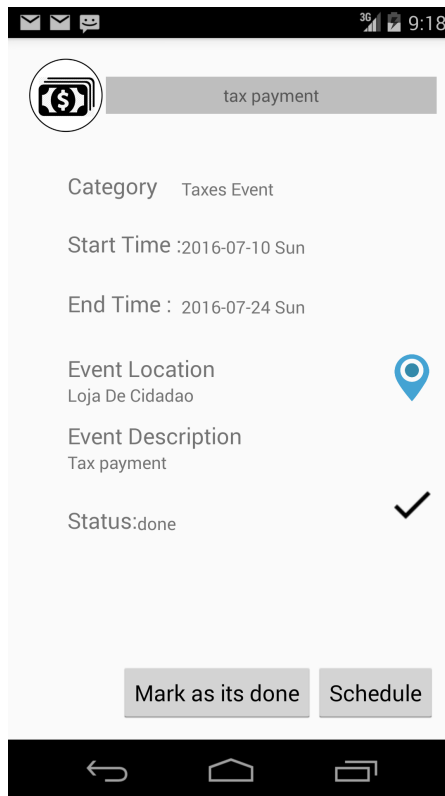 3G 9:18
tax payment
Category Taxes Event
Start Time :2016-07-10 Sun
End Time : 2016-07-24 Sun
Event Location
Loja De Cidadao
Event Description
Tax payment
Status:done
Mark as its done Schedule